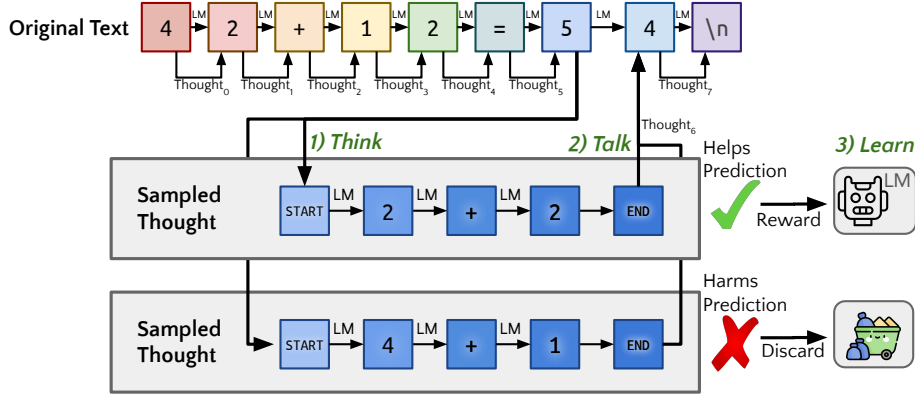 LM LM LM LM LM LM LM LM
Original Text 4 2 + 1 2 = 5 4 \n
Thought0 Thought1 Thought2 Thought3 Thought4 Thought5 Thought7
Thought6
1) Think 2) Talk 3) Learn
Helps
Prediction
Sampled
Thought
START LM 2 LM + LM 2 END
Reward
LM
Harms
Prediction
Sampled
Thought
START LM 4 LM + LM 1 END
Discard